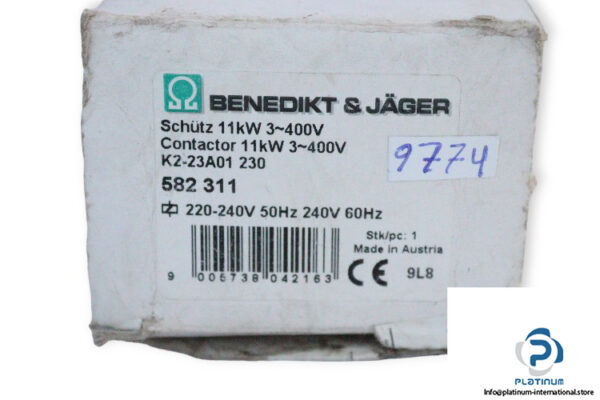 BENEDIKT & JÄGER
Schütz 11kW 3~400V
Contactor 11kW 3~400V
K2-23A01 230
9774
582 311
220-240V 50Hz 240V 60Hz
Stk/pc: 1
Made in Austria
9 005738 042163
CE 9L8
PLATINUM
Info@platinum-international.store